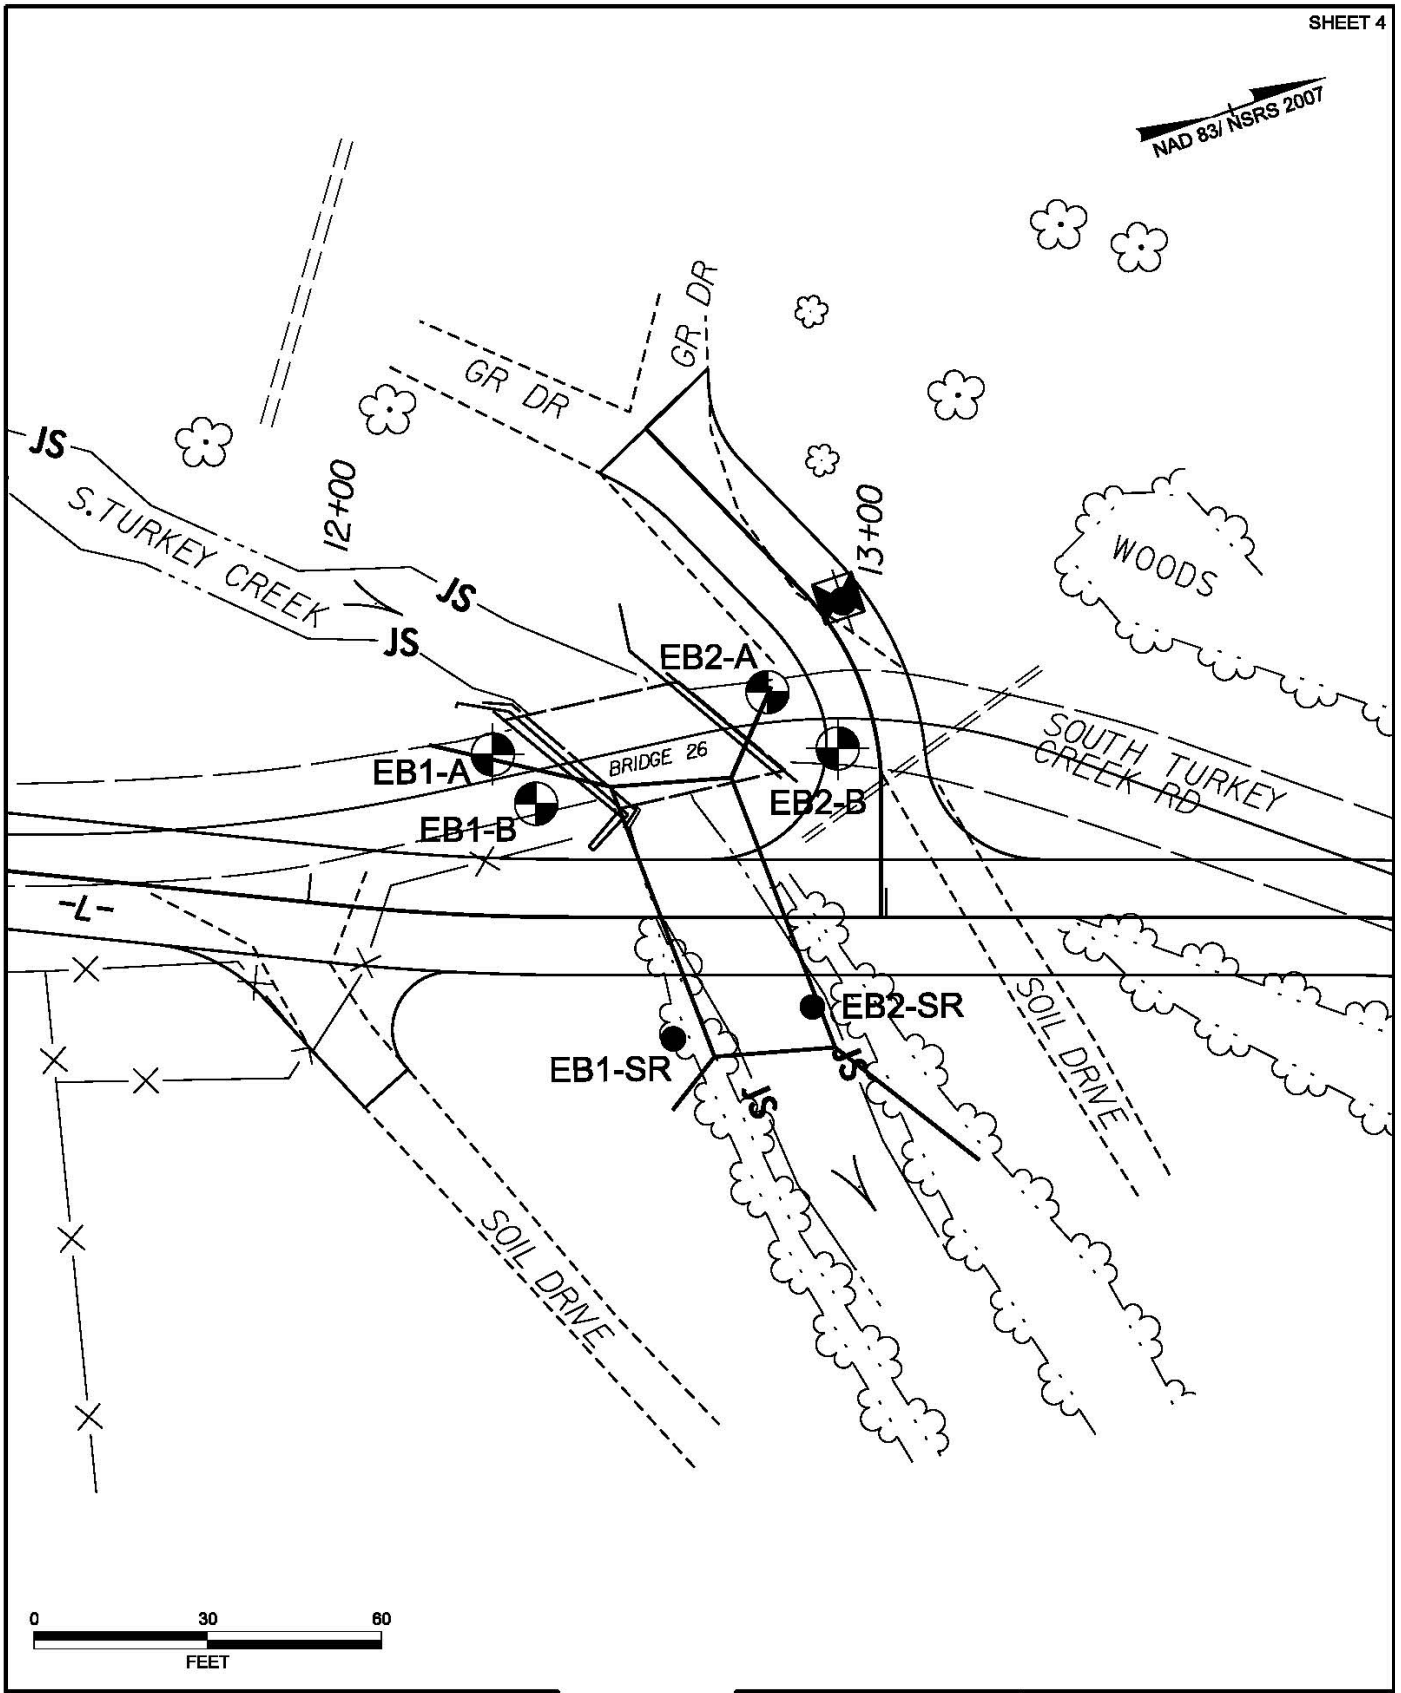 SHEET 4
NAD 83/ NSRS 2007
GR DR
GR DR
JS
S. TURKEY CREEK
12+00
13+00
WOODS
JS
JS
EB2-A
EB1-A
BRIDGE 26
SOUTH TURKEY
CREEK RD
EB2-B
EB1-B
-L-
EB2-SR
EB1-SR
JS
JS
SOIL DRIVE
SOIL DRIVE
0 30 60
FEET